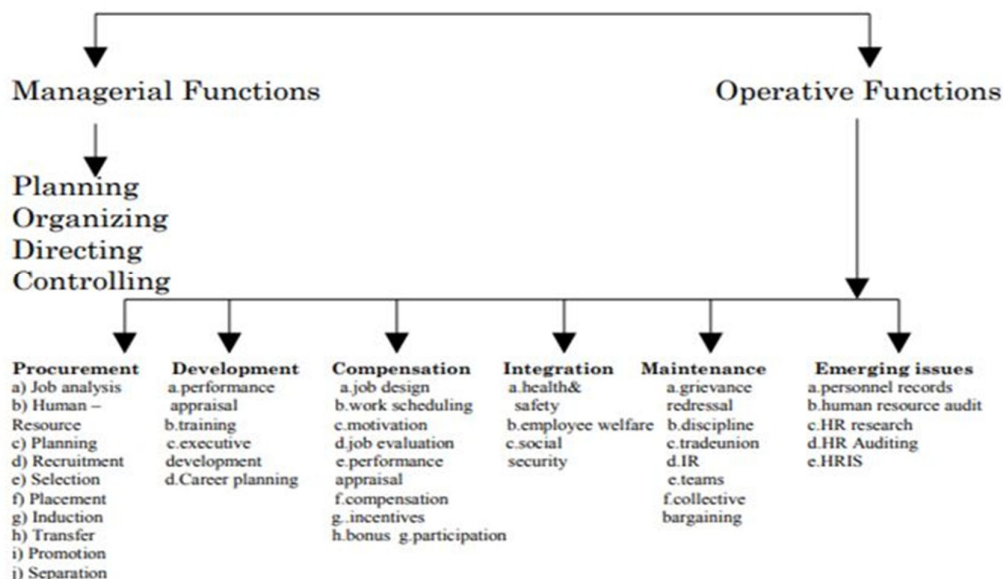 Managerial Functions
Operative Functions
Planning
Organizing
Directing
Controlling
Procurement
a) Job analysis
b) Human –
Resource
c) Planning
d) Recruitment
e) Selection
f) Placement
g) Induction
h) Transfer
i) Promotion
j) Separation
Development
a.performance
appraisal
b.training
c.executive
development
d.Career planning
Compensation
a.job design
b.work scheduling
c.motivation
d.job evaluation
e.performance
appraisal
f.compensation
g..incentives
h.bonus g.participation
Integration
a.health&
safety
b.employee welfare
c.social
security
Maintenance
a.grievance
redressal
b.discipline
c.tradeunion
d.IR
e.teams
f.collective
bargaining
Emerging issues
a.personnel records
b.human resource audit
c.HR research
d.HR Auditing
e.HRIS